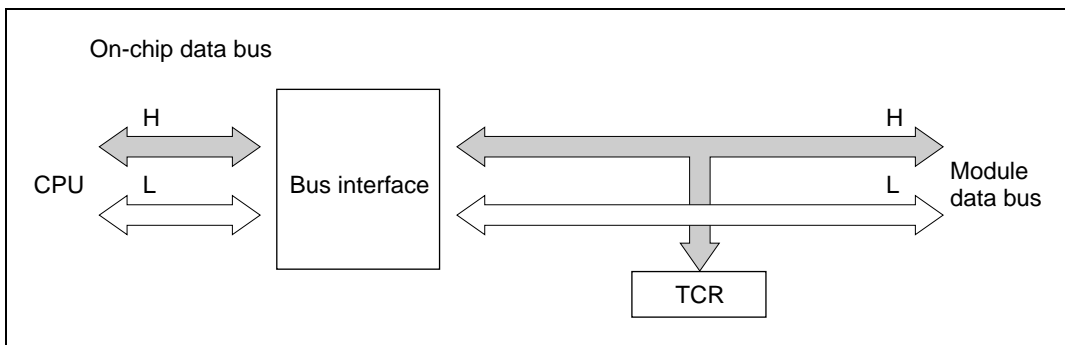 On-chip data bus
H
H
CPU
L
Bus interface
L
Module
data bus
TCR